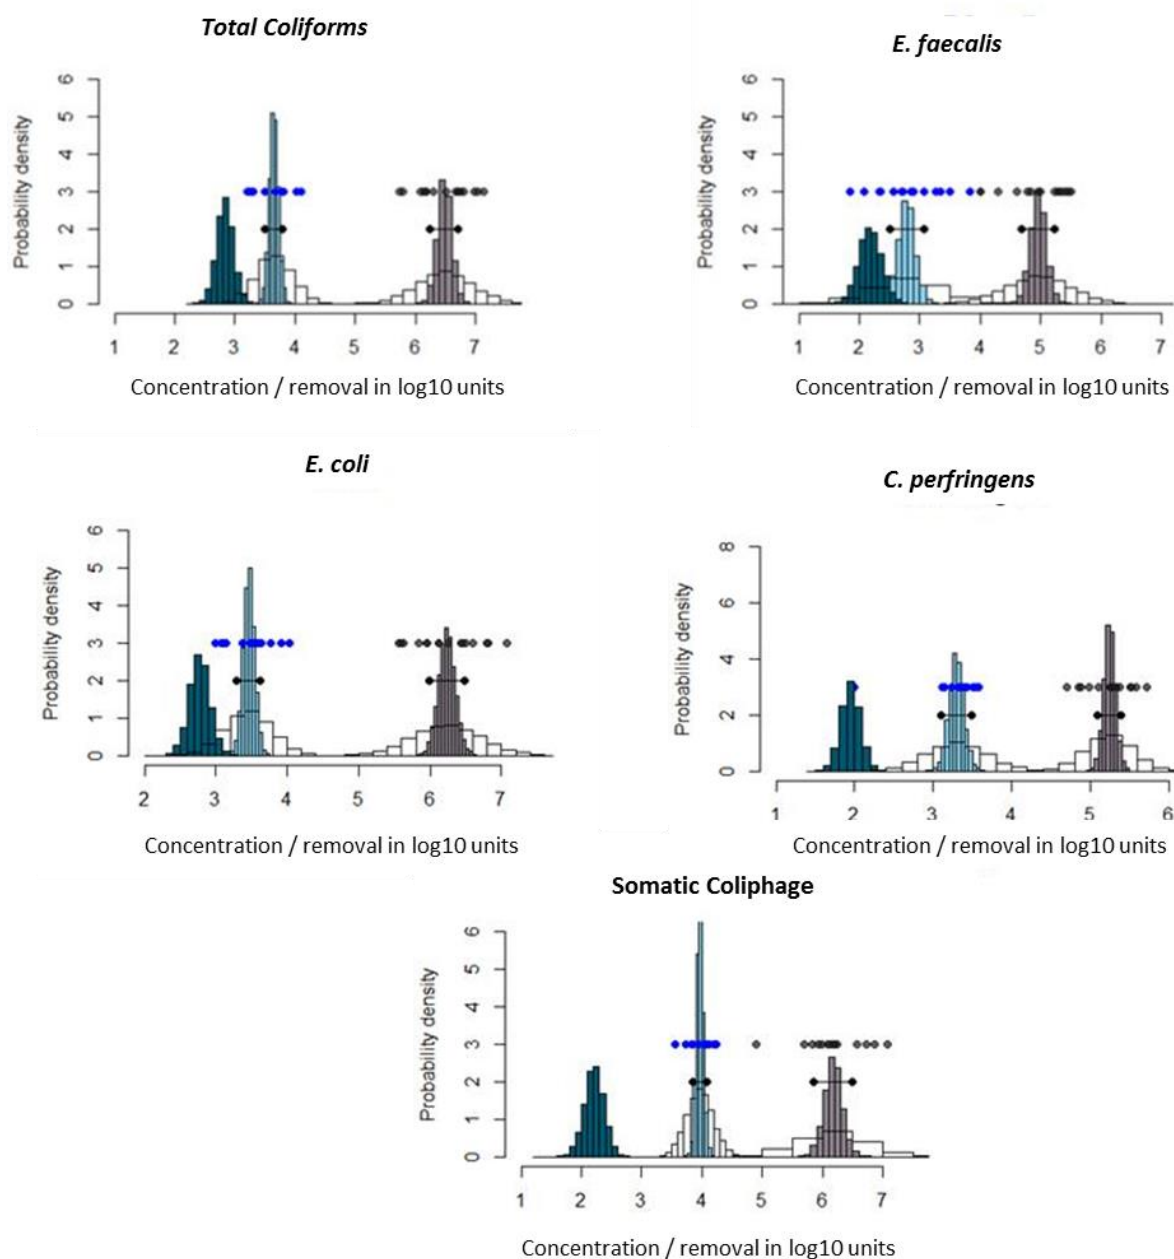 Total Coliforms
Probability density
6
5
4
3
2
1
0
1 2 3 4 5 6 7
Concentration / removal in log10 units
E. faecalis
Probability density
6
5
4
3
2
1
0
1 2 3 4 5 6 7
Concentration / removal in log10 units
E. coli
Probability density
6
5
4
3
2
1
0
2 3 4 5 6 7
Concentration / removal in log10 units
C. perfringens
Probability density
8
6
4
2
0
1 2 3 4 5 6
Concentration / removal in log10 units
Somatic Coliphage
Probability density
6
5
4
3
2
1
0
1 2 3 4 5 6 7
Concentration / removal in log10 units